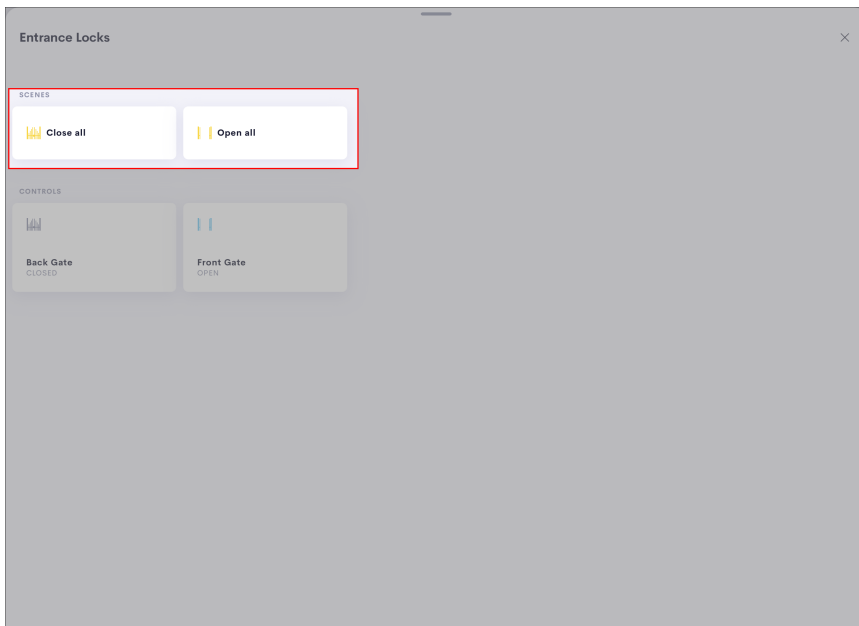 Entrance Locks
SCENES
Close all
Open all
CONTROLS
Back Gate
CLOSED
Front Gate
OPEN